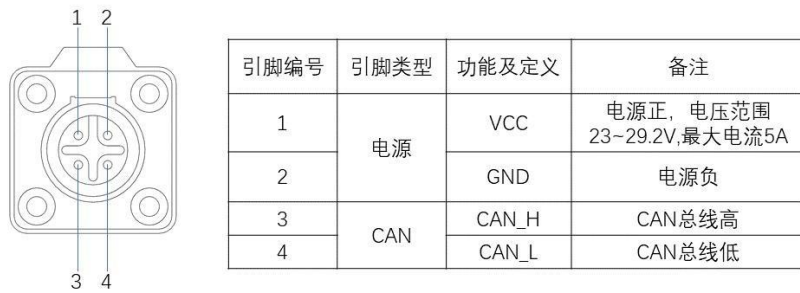 1 2
3 4
引脚编号 引脚类型 功能及定义 备注
1 电源 VCC 电源正，电压范围
23~29.2V,最大电流5A
2 GND 电源负
3 CAN CAN_H CAN总线高
4 CAN_L CAN总线低